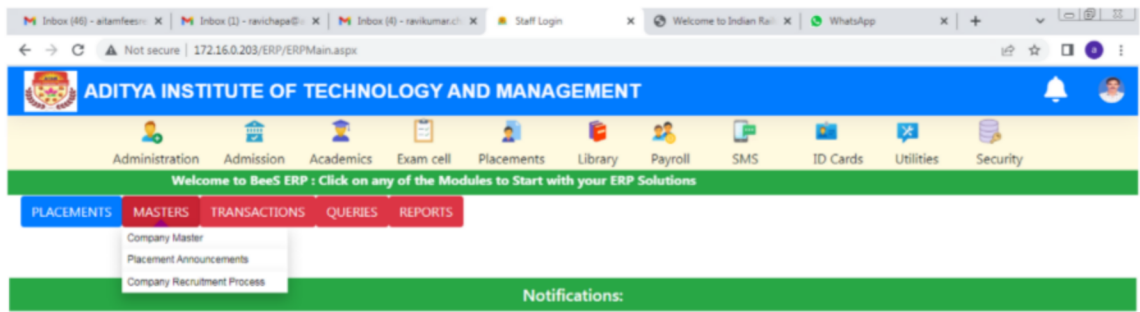 Inbox (46) - aitamfeesre
Inbox (1) - ravichapa@
Inbox (4) - ravikumar.ch
Staff Login
Welcome to Indian Rail
WhatsApp
Not secure | 172.16.0.203/ERP/ERPMain.aspx
a
ADITYA INSTITUTE OF TECHNOLOGY AND MANAGEMENT
Administration Admission Academics Exam cell Placements Library Payroll SMS ID Cards Utilities Security
Welcome to BeeS ERP : Click on any of the Modules to Start with your ERP Solutions
PLACEMENTS MASTERS TRANSACTIONS QUERIES REPORTS
Company Master
Placement Announcements
Company Recruitment Process
Notifications: